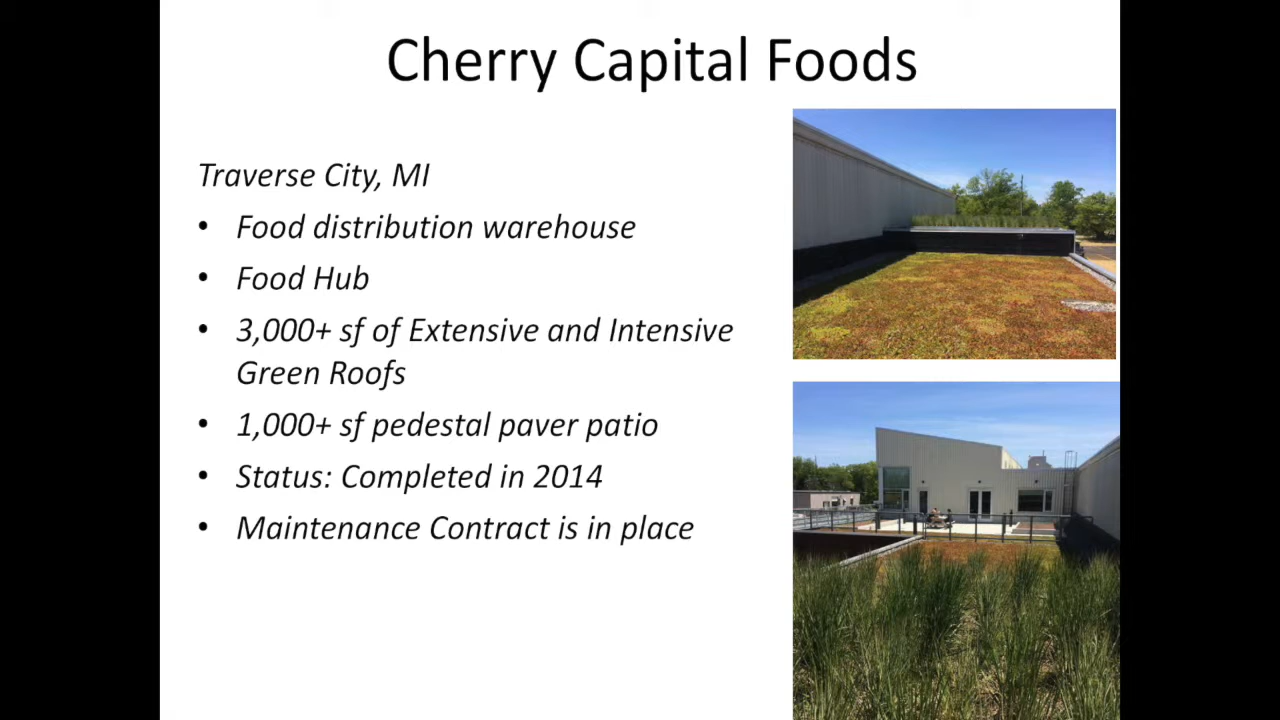 Cherry Capital Foods
Traverse City, MI
• Food distribution warehouse
• Food Hub
• 3,000+ sf of Extensive and Intensive
Green Roofs
• 1,000+ sf pedestal paver patio
• Status: Completed in 2014
• Maintenance Contract is in place